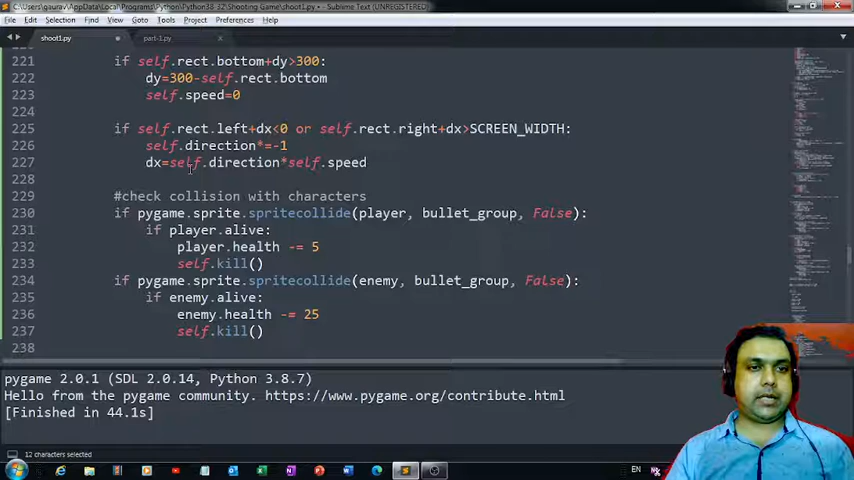 C:\Users\gaurav\AppData\Local\Programs\Python\Python38-32\Shooting Game\shoot1.py • - Sublime Text (UNREGISTERED)
File Edit Selection Find View Goto Tools Project Preferences Help
shoot1.py part-1.py
221 if self.rect.bottom+dy>300:
222 dy=300-self.rect.bottom
223 self.speed=0
224
225 if self.rect.left+dx<0 or self.rect.right+dx>SCREEN_WIDTH:
226 self.direction*=-1
227 dx=self.direction*self.speed
228
229 #check collision with characters
230 if pygame.sprite.spritecollide(player, bullet_group, False):
231 if player.alive:
232 player.health -= 5
233 self.kill()
234 if pygame.sprite.spritecollide(enemy, bullet_group, False):
235 if enemy.alive:
236 enemy.health -= 25
237 self.kill()
238
pygame 2.0.1 (SDL 2.0.14, Python 3.8.7)
Hello from the pygame community. https://www.pygame.org/contribute.html
[Finished in 44.1s]
12 characters selected
EN